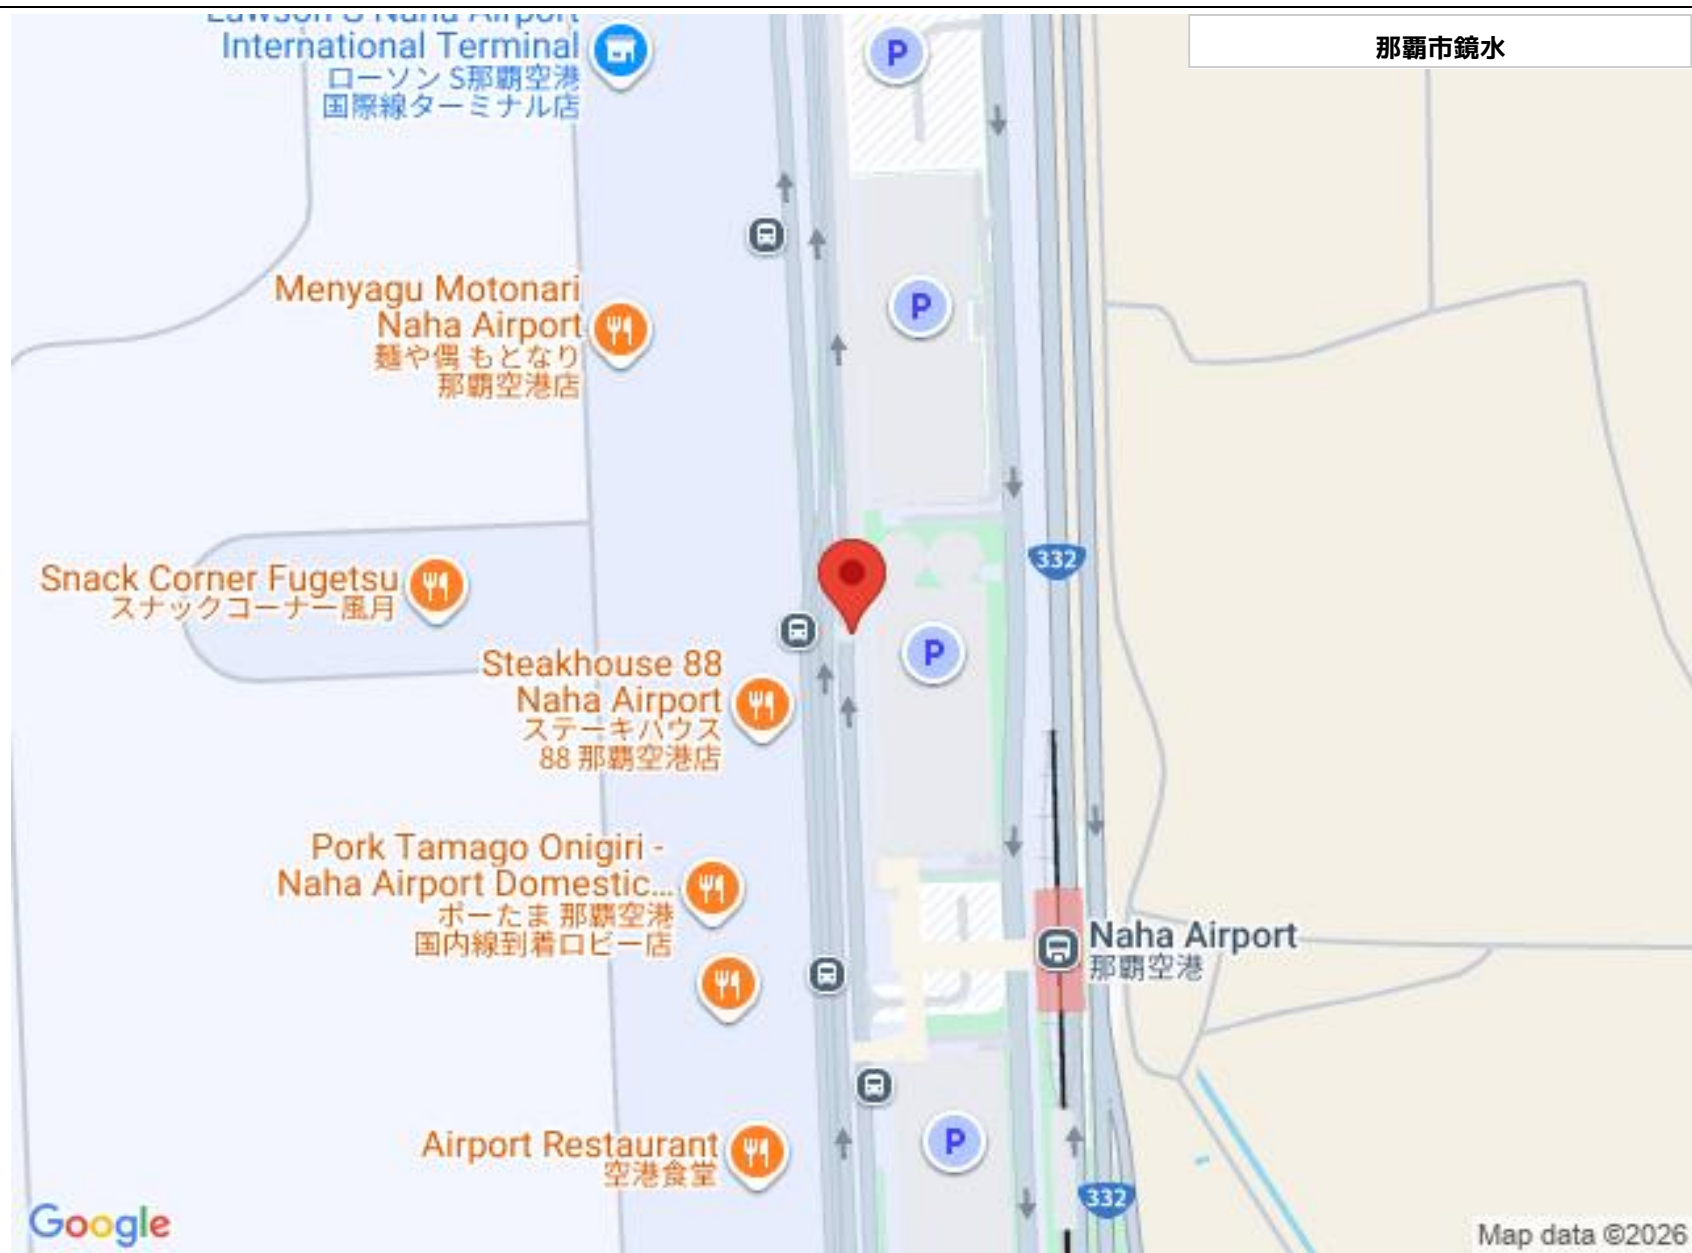 Lawson S Naha Airport
International Terminal
ローソン S那覇空港
国際線ターミナル店
P
那覇市鏡水
Menyagu Motonari
Naha Airport
麺や偶 もとなり
那覇空港店
P
Snack Corner Fugetsu
スナックコーナー風月
332
P
Steakhouse 88
Naha Airport
ステーキハウス
88 那覇空港店
Pork Tamago Onigiri -
Naha Airport Domestic...
ポーたま 那覇空港
国内線到着ロビー店
Naha Airport
那覇空港
Airport Restaurant
空港食堂
P
332
Google
Map data ©2026